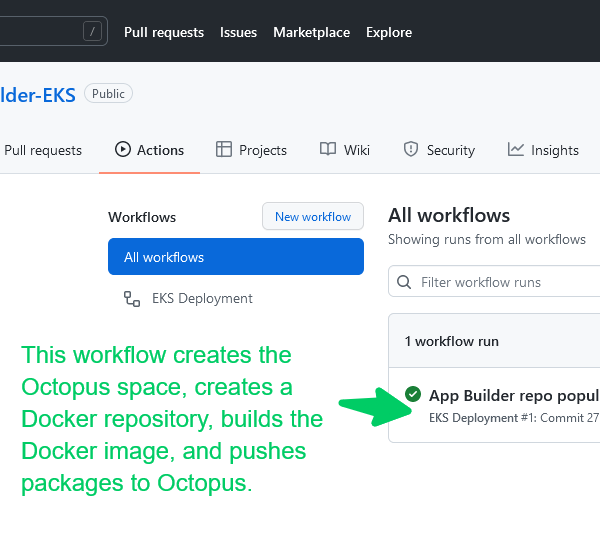 / Pull requests Issues Marketplace Explore
lder-EKS Public
Pull requests Actions Projects Wiki Security Insights
Workflows New workflow
All workflows
EKS Deployment
All workflows
Showing runs from all workflows
Filter workflow runs
1 workflow run
App Builder repo popul
EKS Deployment #1: Commit 27
This workflow creates the
Octopus space, creates a
Docker repository, builds the
Docker image, and pushes
packages to Octopus.